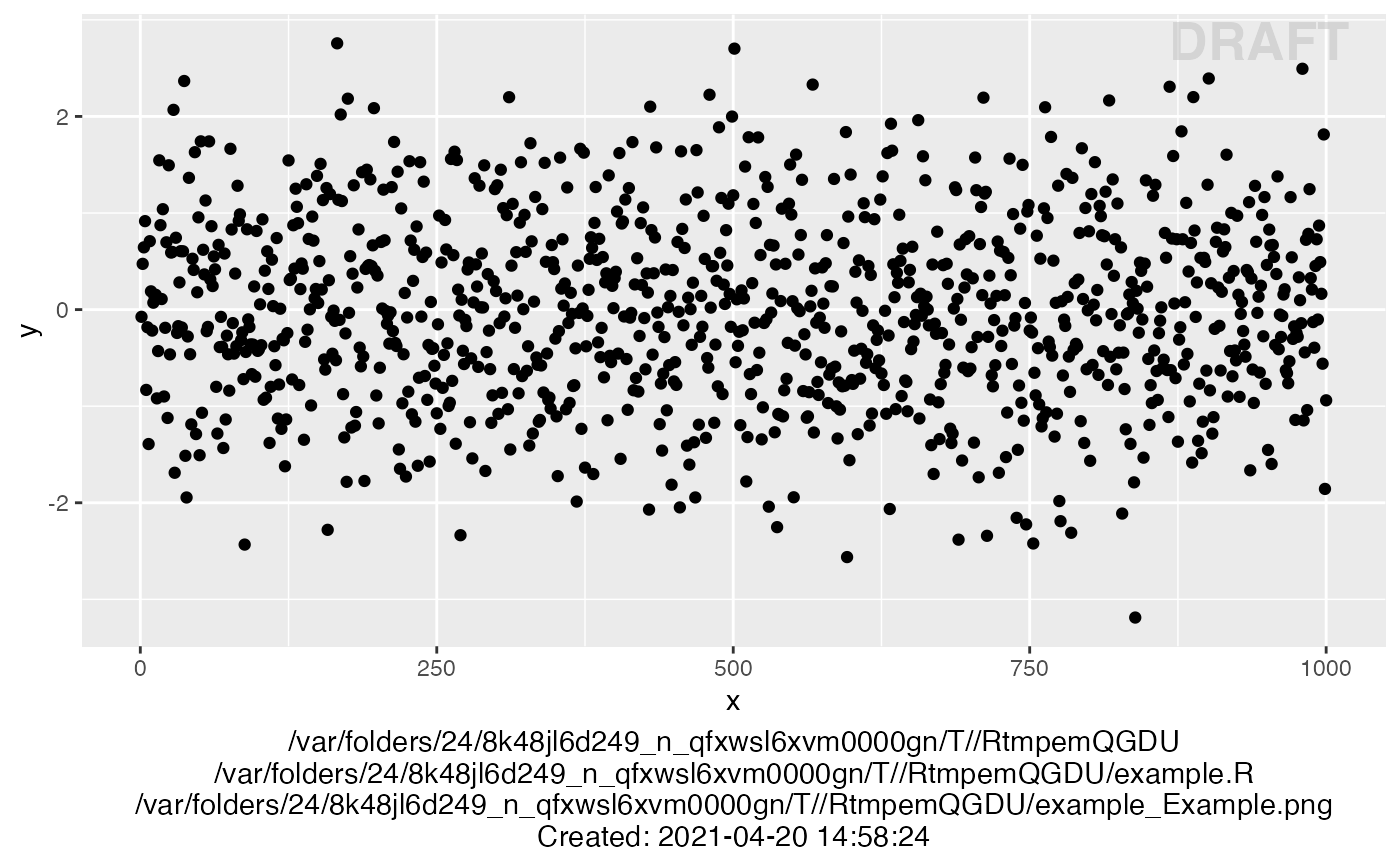 DRAFT
2
0
-2
y
0 250 500 750 1000
x
/var/folders/24/8k48jl6d249_n_qfxwsl6xvm0000gn/T//RtmpemQGDU
/var/folders/24/8k48jl6d249_n_qfxwsl6xvm0000gn/T//RtmpemQGDU/example.R
/var/folders/24/8k48jl6d249_n_qfxwsl6xvm0000gn/T//RtmpemQGDU/example_Example.png
Created: 2021-04-20 14:58:24